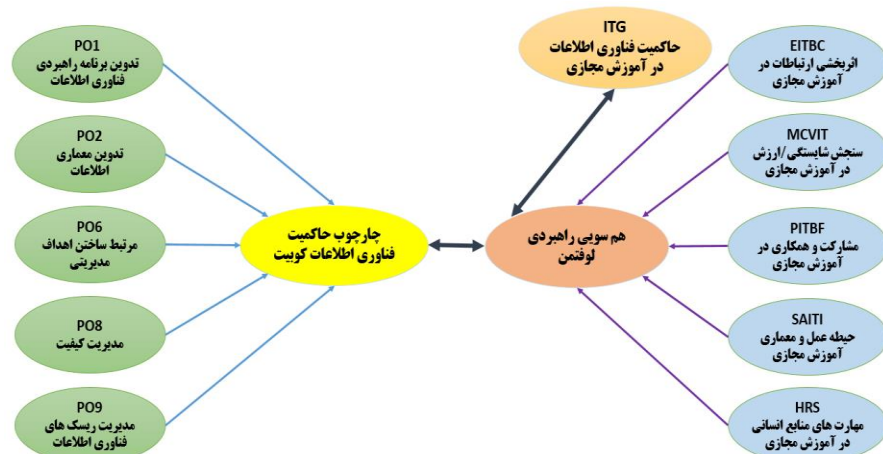 ITG
حاکمیت فناوری اطلاعات
در آموزش مجازی
PO1
تدوین برنامه راهبردی
فناوری اطلاعات
PO2
تدوین معماری
اطلاعات
PO6
مرتبط ساختن اهداف
مدیریتی
PO8
مدیریت کیفیت
PO9
مدیریت ریسک های
فناوری اطلاعات
چارچوب حاکمیت
فناوری اطلاعات کوبیت
هم سویی راهبردی
لوفتمن
EITBC
اثربخشی ارتباطات در
آموزش مجازی
MCVIT
سنجش شایستگی/ارزش
در آموزش مجازی
PITBF
مشارکت و همکاری در
آموزش مجازی
SAITI
حیطه عمل و معماری
آموزش مجازی
HRS
مهارت های منابع انسانی
در آموزش مجازی